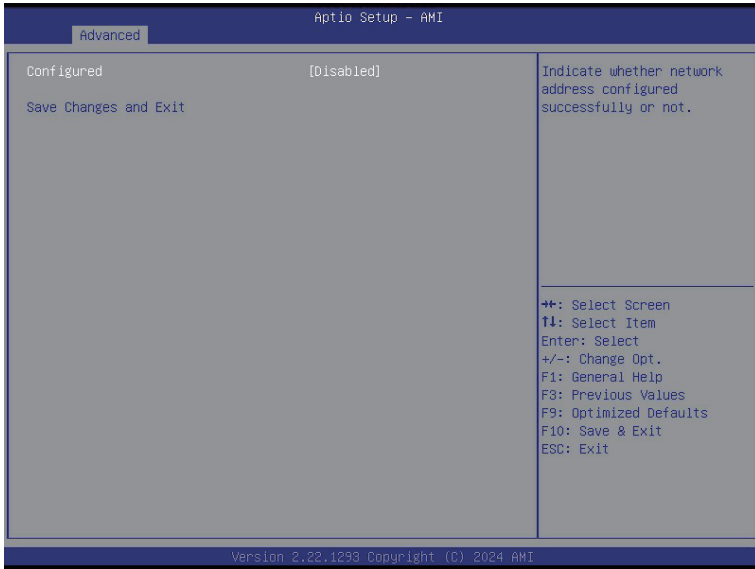 Aptio Setup – AMI
Advanced
Configured [Disabled]
Save Changes and Exit
Indicate whether network
address configured
successfully or not.
→←: Select Screen
↑↓: Select Item
Enter: Select
+/-: Change Opt.
F1: General Help
F3: Previous Values
F9: Optimized Defaults
F10: Save & Exit
ESC: Exit
Version 2.22.1293 Copyright (C) 2024 AMI